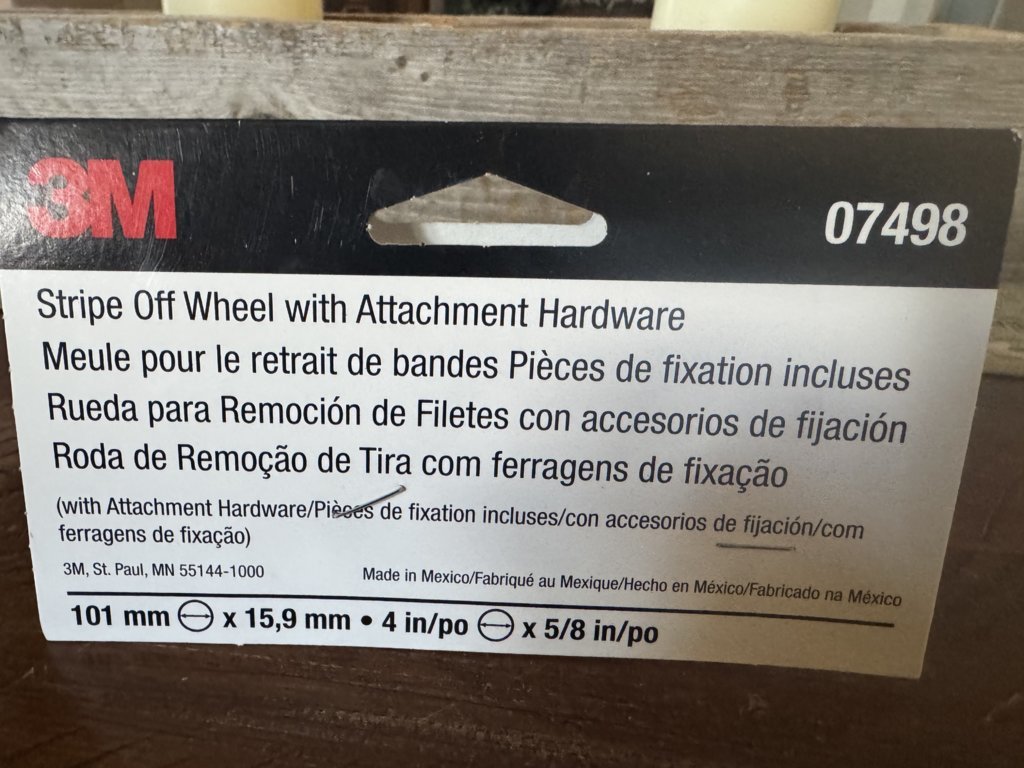 3M
07498
Stripe Off Wheel with Attachment Hardware
Meule pour le retrait de bandes Pièces de fixation incluses
Rueda para Remoción de Filetes con accesorios de fijación
Roda de Remoção de Tira com ferragens de fixação
(with Attachment Hardware/Pièces de fixation incluses/con accesorios de fijación/com
ferragens de fixação)
3M, St. Paul, MN 55144-1000
Made in Mexico/Fabriqué au Mexique/Hecho en México/Fabricado na México
101 mm ⊖ x 15,9 mm • 4 in/po ⊖ x 5/8 in/po